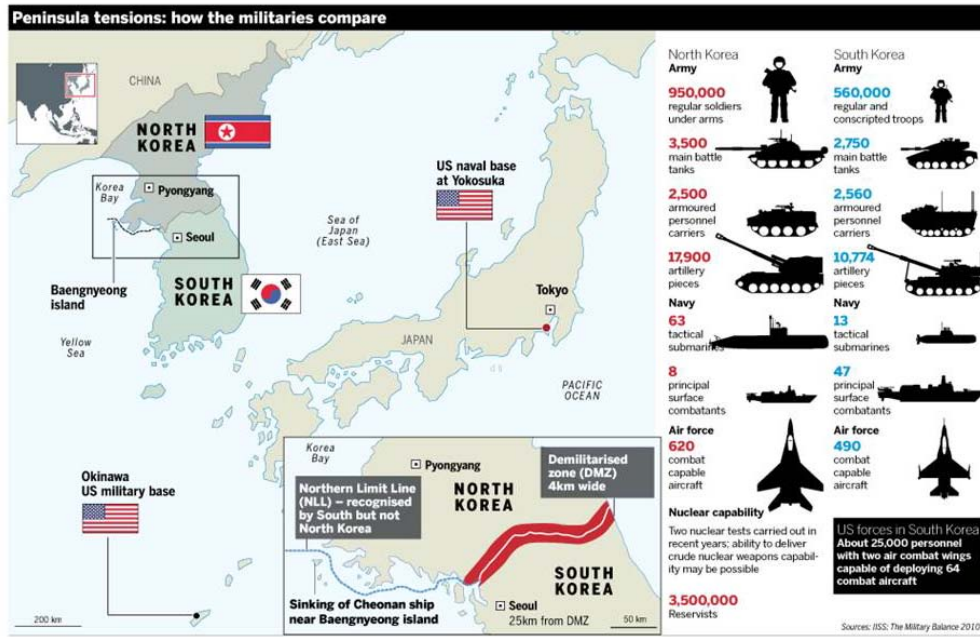 Peninsula tensions: how the militaries compare
CHINA
NORTH
KOREA
Korea
Bay
Pyongyang
Seoul
SOUTH
KOREA
Baengnyeong
island
Yellow
Sea
Sea of
Japan
(East Sea)
US naval base
at Yokosuka
Tokyo
JAPAN
PACIFIC
OCEAN
Okinawa
US military base
200 km
Korea
Bay
Pyongyang
Northern Limit Line
(NLL) – recognised
by South but not
North Korea
NORTH
KOREA
Demilitarised
zone (DMZ)
4km wide
SOUTH
KOREA
Sinking of Cheonan ship
near Baengnyeong island
Seoul
25km from DMZ
50 km
North Korea
Army
950,000
regular soldiers
under arms
3,500
main battle
tanks
2,500
armoured
personnel
carriers
17,900
artillery
pieces
Navy
63
tactical
submarines
8
principal
surface
combatants
Air force
620
combat
capable
aircraft
Nuclear capability
Two nuclear tests carried out in
recent years; ability to deliver
crude nuclear weapons capabil-
ity may be possible
3,500,000
Reservists
South Korea
Army
560,000
regular and
conscripted troops
2,750
main battle
tanks
2,560
armoured
personnel
carriers
10,774
artillery
pieces
Navy
13
tactical
submarines
47
principal
surface
combatants
Air force
490
combat
capable
aircraft
US forces in South Korea
About 25,000 personnel
with two air combat wings
capable of deploying 64
combat aircraft
Sources: IISS; The Military Balance 2010